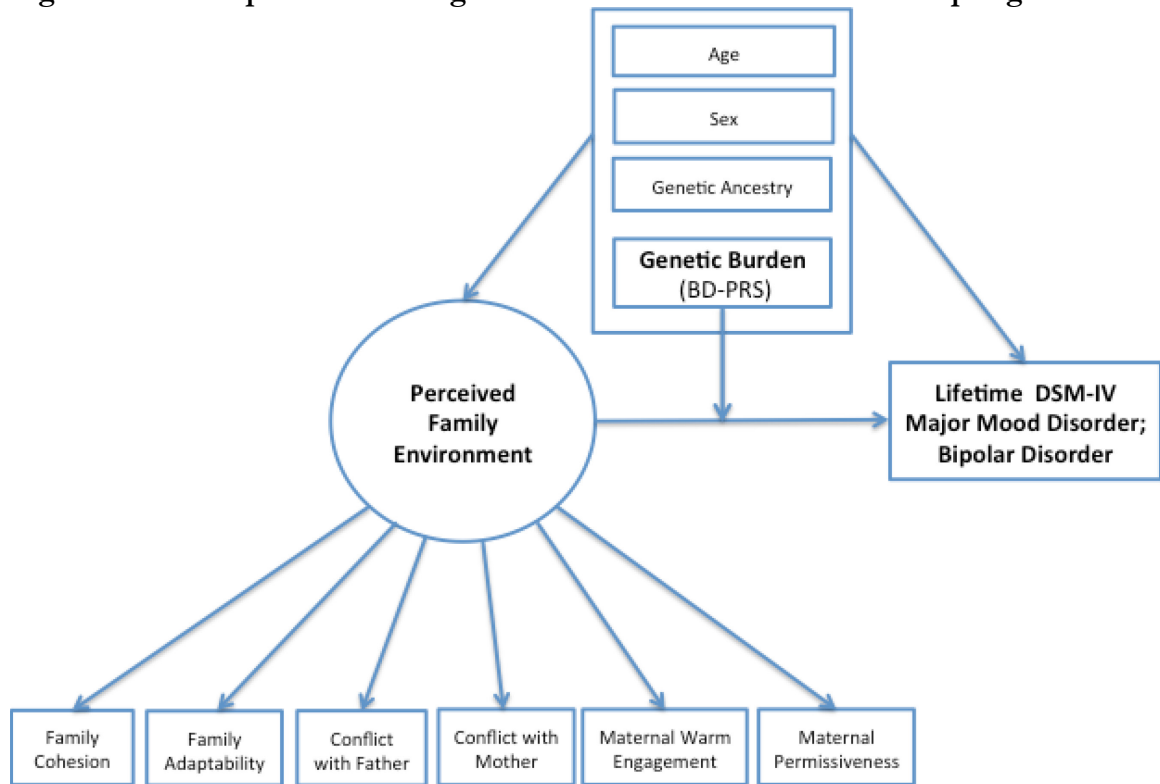 Age
Sex
Genetic Ancestry
Genetic Burden
(BD-PRS)
Perceived
Family
Environment
Lifetime DSM-IV
Major Mood Disorder;
Bipolar Disorder
Family
Cohesion
Family
Adaptability
Conflict
with Father
Conflict with
Mother
Maternal Warm
Engagement
Maternal
Permissiveness